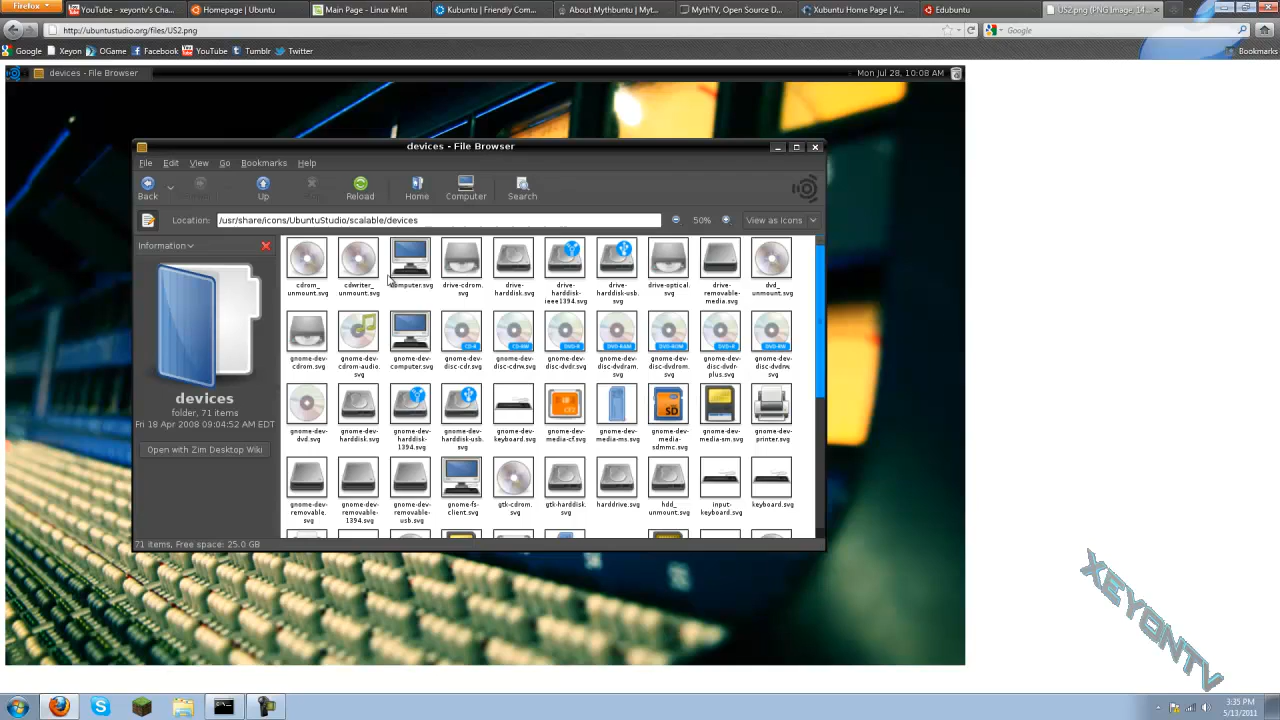 Firefox
YouTube - xeyontv's Cha...
Homepage | Ubuntu
Main Page - Linux Mint
Kubuntu | Friendly Com...
About Mythbuntu | Myt...
MythTV, Open Source D...
Xubuntu Home Page | X...
Edubuntu
US2.png (PNG Image, 14...
http://ubuntustudio.org/files/US2.png
Google
Google
Xeyon
OGame
Facebook
YouTube
Tumblr
Twitter
Bookmarks
devices - File Browser
Mon Jul 28, 10:08 AM
devices - File Browser
File Edit View Go Bookmarks Help
Back
Up
Reload
Home
Computer
Search
Location: /usr/share/icons/UbuntuStudio/scalable/devices
50%
View as Icons
Information
devices
folder, 71 items
Fri 18 Apr 2008 09:04:52 AM EDT
Open with Zim Desktop Wiki
cdrom_unmount.svg
cdwriter_unmount.svg
computer.svg
drive-cdrom.svg
drive-harddisk.svg
drive-harddisk-ieee1394.svg
drive-harddisk-usb.svg
drive-optical.svg
drive-removable-media.svg
dvd_unmount.svg
gnome-dev-cdrom.svg
gnome-dev-cdrom-audio.svg
gnome-dev-computer.svg
gnome-dev-disc-cdr.svg
gnome-dev-disc-cdrw.svg
gnome-dev-disc-dvdr.svg
gnome-dev-disc-dvdram.svg
gnome-dev-disc-dvdrom.svg
gnome-dev-disc-dvdr-plus.svg
gnome-dev-disc-dvdrw.svg
gnome-dev-dvd.svg
gnome-dev-harddisk.svg
gnome-dev-harddisk-1394.svg
gnome-dev-harddisk-usb.svg
gnome-dev-keyboard.svg
gnome-dev-media-cf.svg
gnome-dev-media-ms.svg
gnome-dev-media-sdmmc.svg
gnome-dev-media-sm.svg
gnome-dev-printer.svg
gnome-dev-removable.svg
gnome-dev-removable-1394.svg
gnome-dev-removable-usb.svg
gnome-fs-client.svg
gtk-cdrom.svg
gtk-harddisk.svg
harddrive.svg
hdd_unmount.svg
input-keyboard.svg
keyboard.svg
71 items, Free space: 25.0 GB
XEYONTV
3:35 PM
5/13/2011